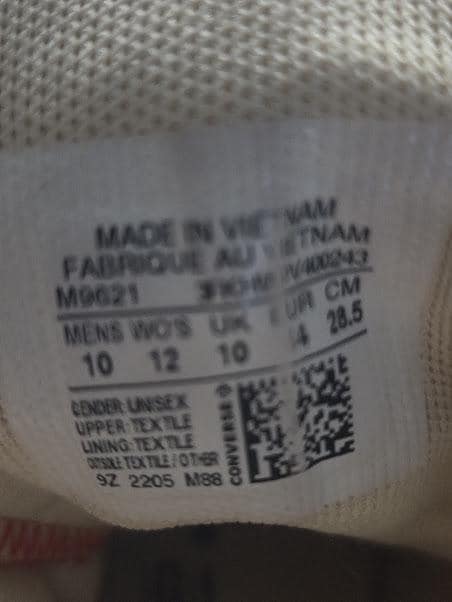 MADE IN VIETNAM
FABRIQUE AU VIETNAM
M9621
MENS WO'S UK EUR CM
10 12 10 28.5
GENDER: UNISEX
UPPER: TEXTILE
LINING: TEXTILE
OUTSOLE TEXTILE / OTHER
9Z 2205 M88
CONVERSE ©